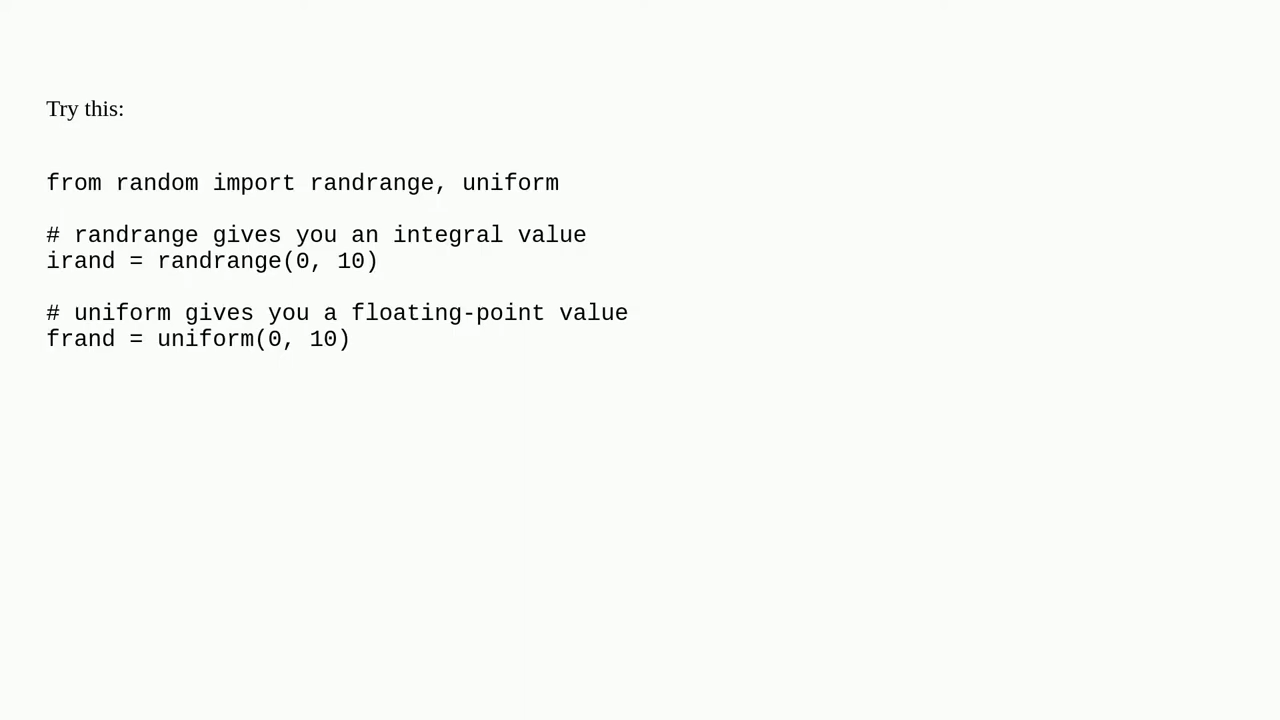 Try this:
from random import randrange, uniform
# randrange gives you an integral value
irand = randrange(0, 10)
# uniform gives you a floating-point value
frand = uniform(0, 10)